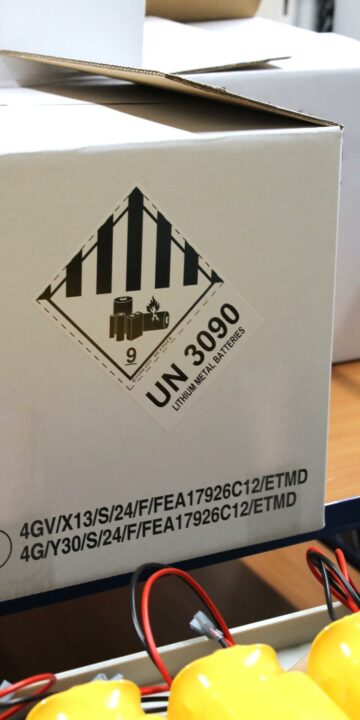 9
UN 3090
LITHIUM METAL BATTERIES
4GV/X13/S/24/F/FEA17926C12/ETMD
4G/Y30/S/24/F/FEA17926C12/ETMD